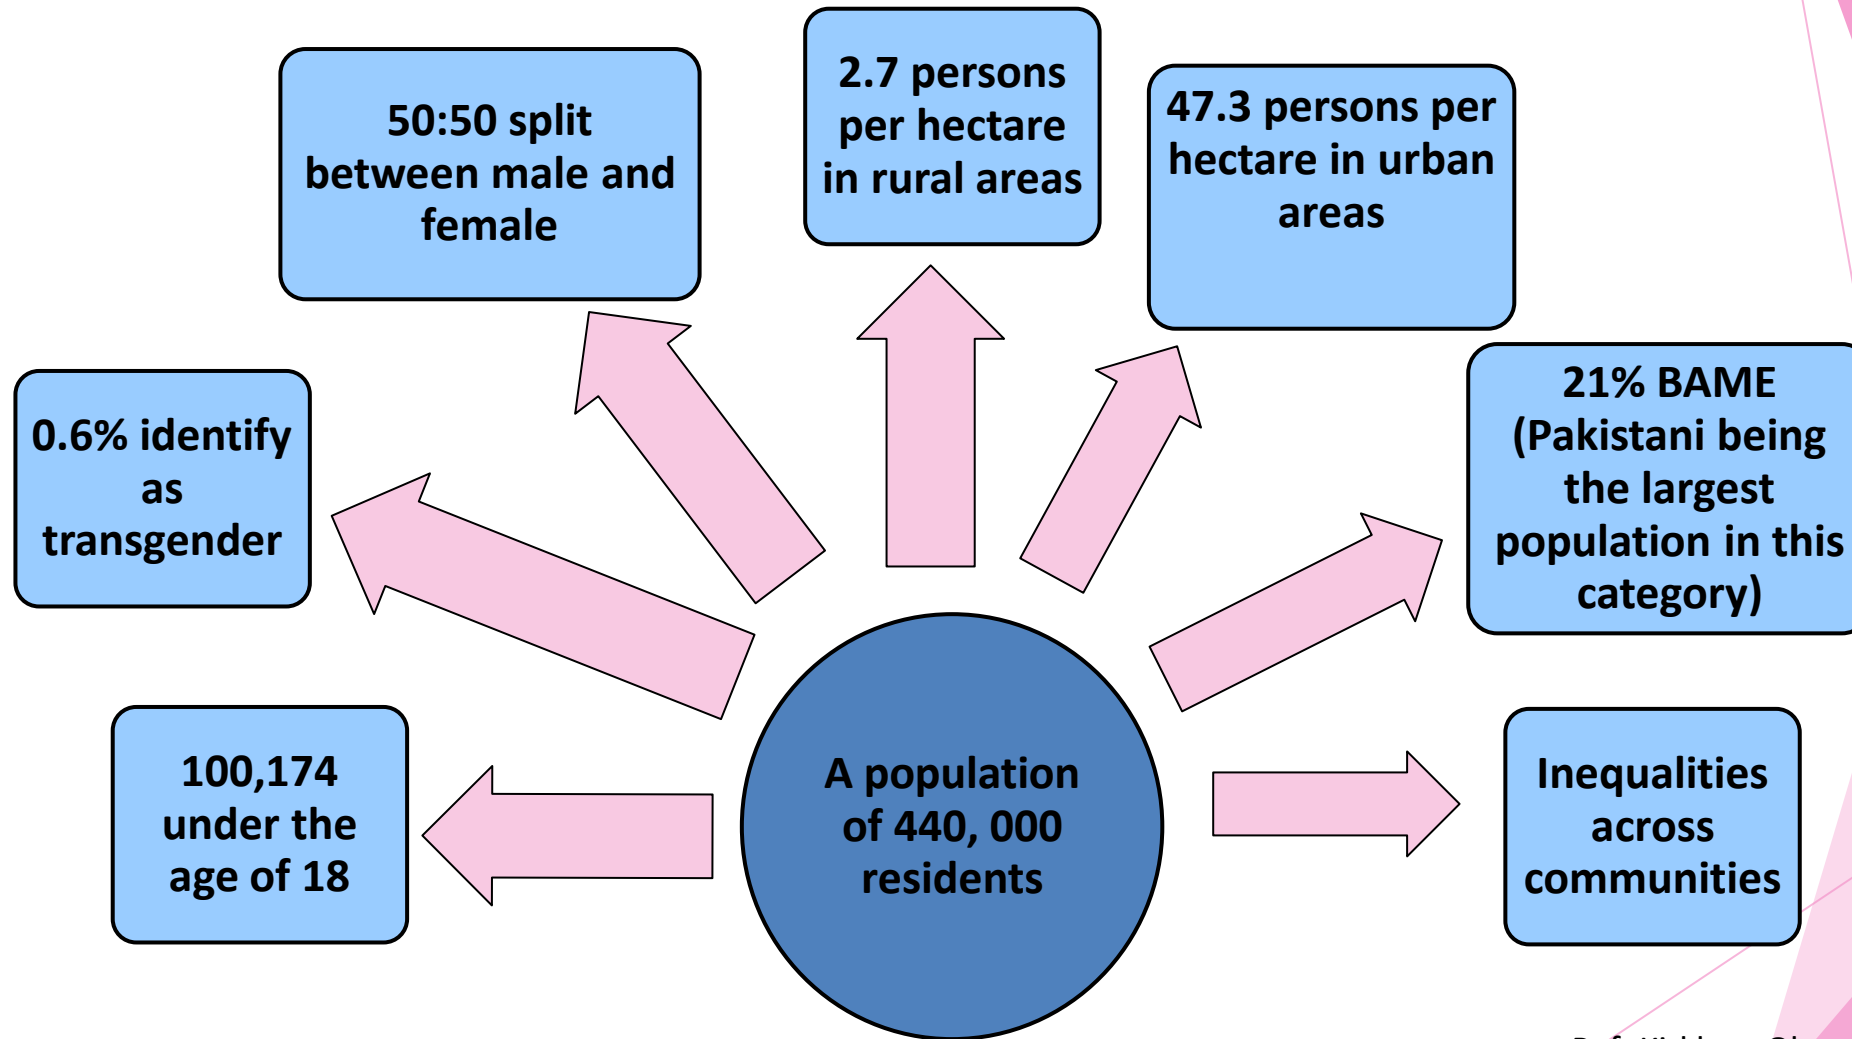 2.7 persons
per hectare
in rural areas
50:50 split
between male and
female
47.3 persons per
hectare in urban
areas
0.6% identify
as
transgender
21% BAME
(Pakistani being
the largest
population in this
category)
100,174
under the
age of 18
A population
of 440, 000
residents
Inequalities
across
communities